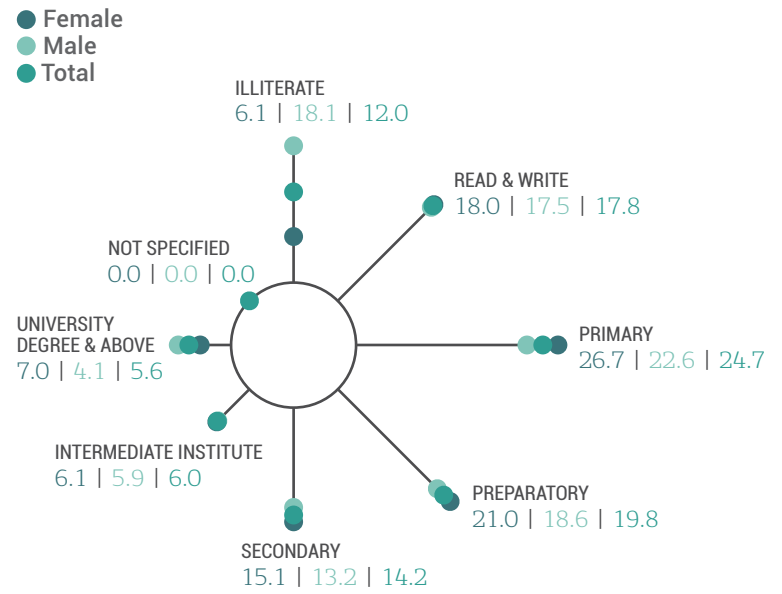 Female
Male
Total
ILLITERATE
6.1 | 18.1 | 12.0
READ & WRITE
18.0 | 17.5 | 17.8
NOT SPECIFIED
0.0 | 0.0 | 0.0
UNIVERSITY
DEGREE & ABOVE
7.0 | 4.1 | 5.6
PRIMARY
26.7 | 22.6 | 24.7
INTERMEDIATE INSTITUTE
6.1 | 5.9 | 6.0
PREPARATORY
21.0 | 18.6 | 19.8
SECONDARY
15.1 | 13.2 | 14.2